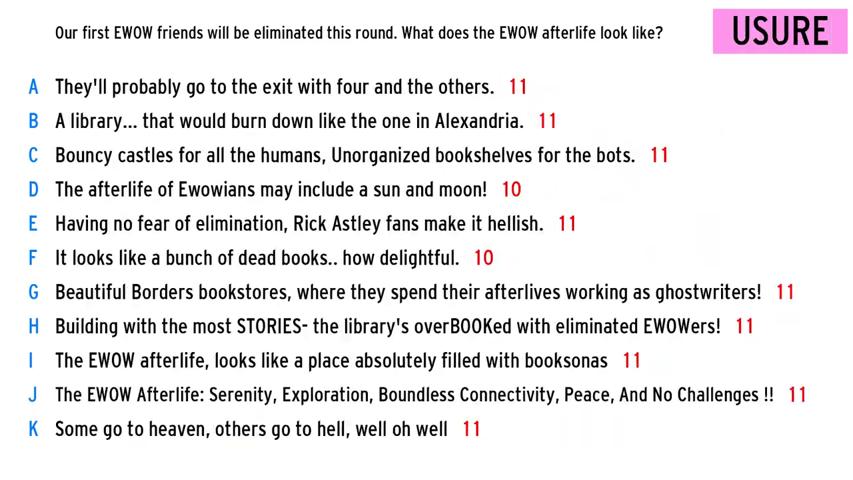 Our first EWOW friends will be eliminated this round. What does the EWOW afterlife look like?
USURE
A They'll probably go to the exit with four and the others. 11
B A library... that would burn down like the one in Alexandria. 11
C Bouncy castles for all the humans, Unorganized bookshelves for the bots. 11
D The afterlife of Ewowians may include a sun and moon! 10
E Having no fear of elimination, Rick Astley fans make it hellish. 11
F It looks like a bunch of dead books.. how delightful. 10
G Beautiful Borders bookstores, where they spend their afterlives working as ghostwriters! 11
H Building with the most STORIES- the library's overBOOKed with eliminated EWOWers! 11
I The EWOW afterlife, looks like a place absolutely filled with booksonas 11
J The EWOW Afterlife: Serenity, Exploration, Boundless Connectivity, Peace, And No Challenges !! 11
K Some go to heaven, others go to hell, well oh well 11